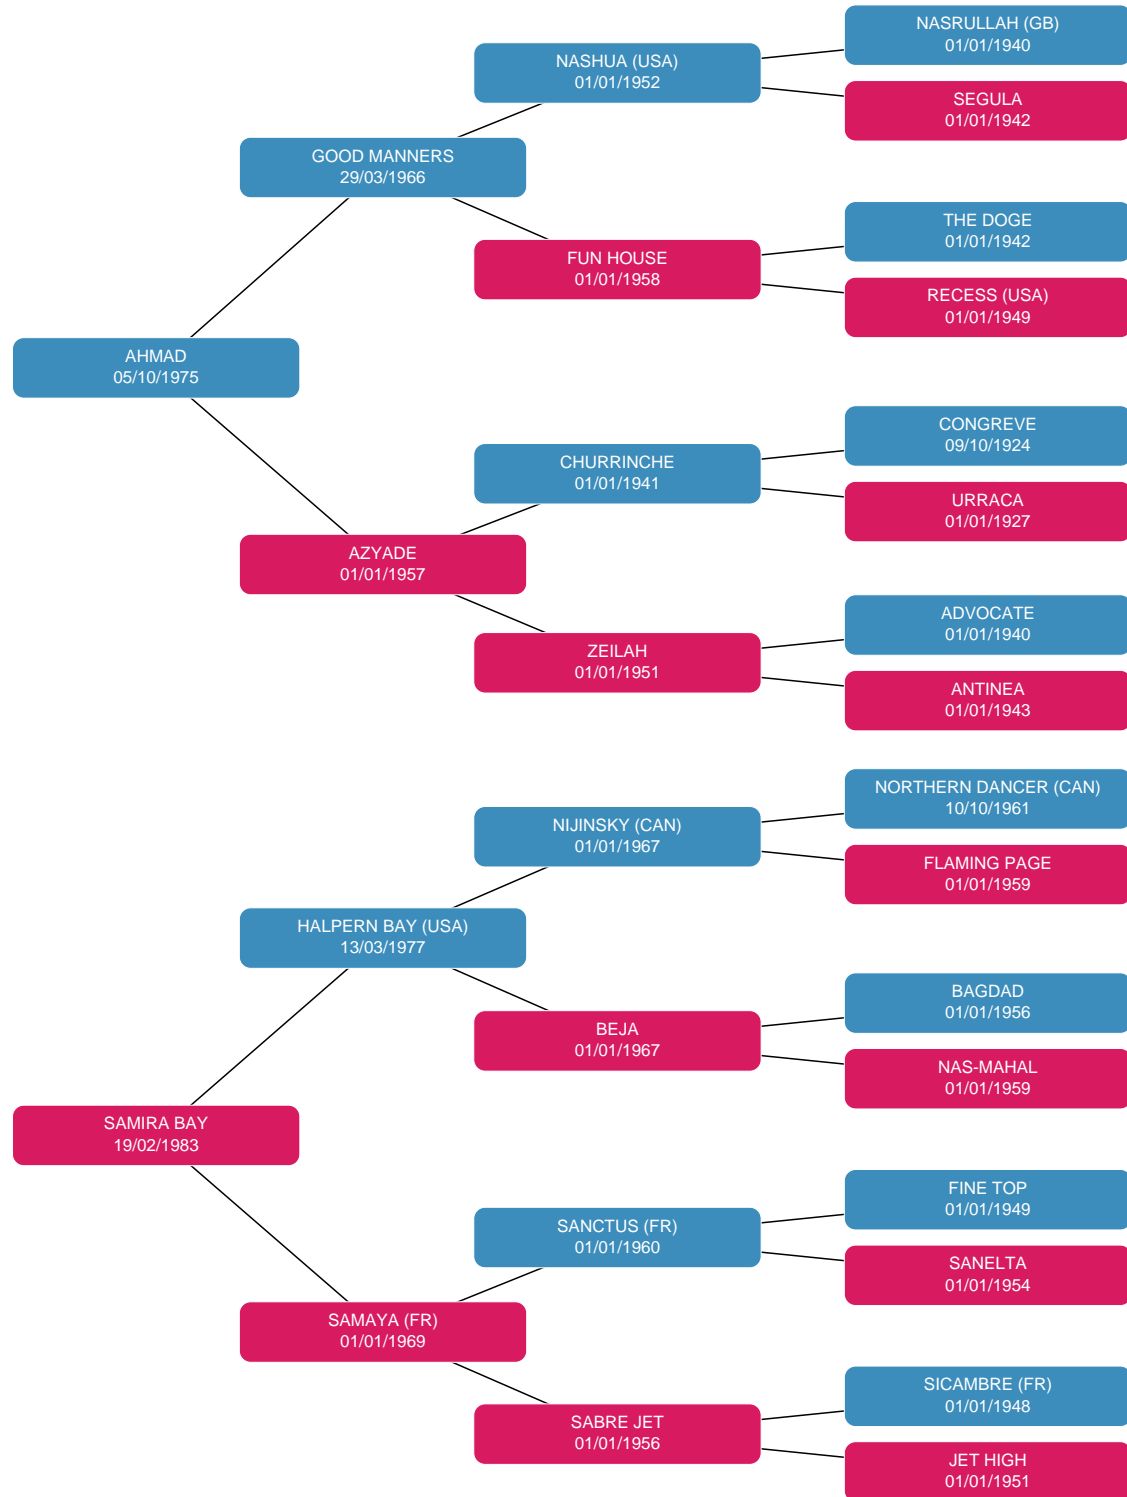 NASRULLAH (GB)
01/01/1940
NASHUA (USA)
01/01/1952
SEGULA
01/01/1942
GOOD MANNERS
29/03/1966
THE DOGE
01/01/1942
FUN HOUSE
01/01/1958
RECESS (USA)
01/01/1949
AHMAD
05/10/1975
CONGREVE
09/10/1924
CHURRINCHE
01/01/1941
URRACA
01/01/1927
AZYADE
01/01/1957
ADVOCATE
01/01/1940
ZEILAH
01/01/1951
ANTINEA
01/01/1943
NORTHERN DANCER (CAN)
10/10/1961
NIJINSKY (CAN)
01/01/1967
FLAMING PAGE
01/01/1959
HALPERN BAY (USA)
13/03/1977
BAGDAD
01/01/1956
BEJA
01/01/1967
NAS-MAHAL
01/01/1959
SAMIRA BAY
19/02/1983
FINE TOP
01/01/1949
SANCTUS (FR)
01/01/1960
SANELTA
01/01/1954
SAMAYA (FR)
01/01/1969
SICAMBRE (FR)
01/01/1948
SABRE JET
01/01/1956
JET HIGH
01/01/1951